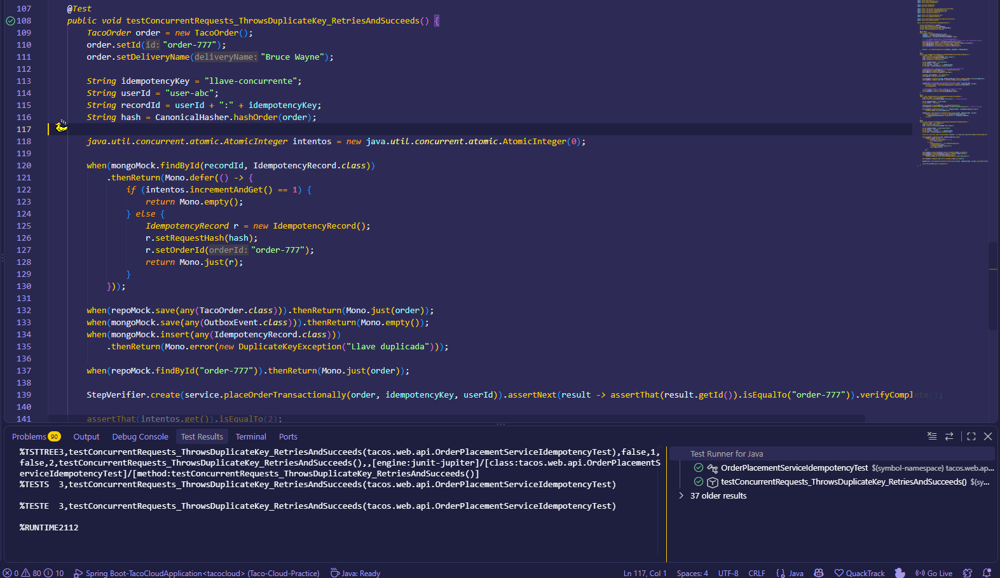 107 @Test
108 public void testConcurrentRequests_ThrowsDuplicateKey_RetriesAndSucceeds() {
109 TacoOrder order = new TacoOrder();
110 order.setId(id: "order-777");
111 order.setDeliveryName(deliveryName: "Bruce Wayne");
112
113 String idempotencyKey = "llave-concurrente";
114 String userId = "user-abc";
115 String recordId = userId + ":" + idempotencyKey;
116 String hash = CanonicalHasher.hashOrder(order);
117
118 java.util.concurrent.atomic.AtomicInteger intentos = new java.util.concurrent.atomic.AtomicInteger(0);
119
120 when(mongoMock.findById(recordId, IdempotencyRecord.class))
121 .thenReturn(Mono.defer(() -> {
122 if (intentos.incrementAndGet() == 1) {
123 return Mono.empty();
124 } else {
125 IdempotencyRecord r = new IdempotencyRecord();
126 r.setRequestHash(hash);
127 r.setOrderId(orderId: "order-777");
128 return Mono.just(r);
129 }
130 }));
131
132 when(repoMock.save(any(TacoOrder.class))).thenReturn(Mono.just(order));
133 when(mongoMock.save(any(OutboxEvent.class))).thenReturn(Mono.empty());
134 when(mongoMock.insert(any(IdempotencyRecord.class)))
135 .thenReturn(Mono.error(new DuplicateKeyException("Llave duplicada")));
136
137 when(repoMock.findById("order-777")).thenReturn(Mono.just(order));
138
139 StepVerifier.create(service.placeOrderTransactionally(order, idempotencyKey, userId)).assertNext(result -> assertThat(result.getId()).isEqualTo("order-777")).verifyComplete();
140
141 assertThat(intentos.get()).isEqualTo(2);
Problems 90 Output Debug Console Test Results Terminal Ports
%TSTTREE3,testConcurrentRequests_ThrowsDuplicateKey_RetriesAndSucceeds(tacos.web.api.OrderPlacementServiceIdempotencyTest),false,1,
false,2,testConcurrentRequests_ThrowsDuplicateKey_RetriesAndSucceeds(),,[engine:junit-jupiter]/[class:tacos.web.api.OrderPlacementS
erviceIdempotencyTest]/[method:testConcurrentRequests_ThrowsDuplicateKey_RetriesAndSucceeds()]
%TESTS 3,testConcurrentRequests_ThrowsDuplicateKey_RetriesAndSucceeds(tacos.web.api.OrderPlacementServiceIdempotencyTest)
%TESTE 3,testConcurrentRequests_ThrowsDuplicateKey_RetriesAndSucceeds(tacos.web.api.OrderPlacementServiceIdempotencyTest)
%RUNTIME2112
Test Runner for Java
OrderPlacementServiceIdempotencyTest $(symbol-namespace) tacos.web.ap...
testConcurrentRequests_ThrowsDuplicateKey_RetriesAndSucceeds() $(sy...
37 older results
0 80 10 Spring Boot-TacoCloudApplication<tacocloud> (Taco-Cloud-Practice) Java: Ready Ln 117, Col 1 Spaces: 4 UTF-8 CRLF { } Java QuackTrack Go Live